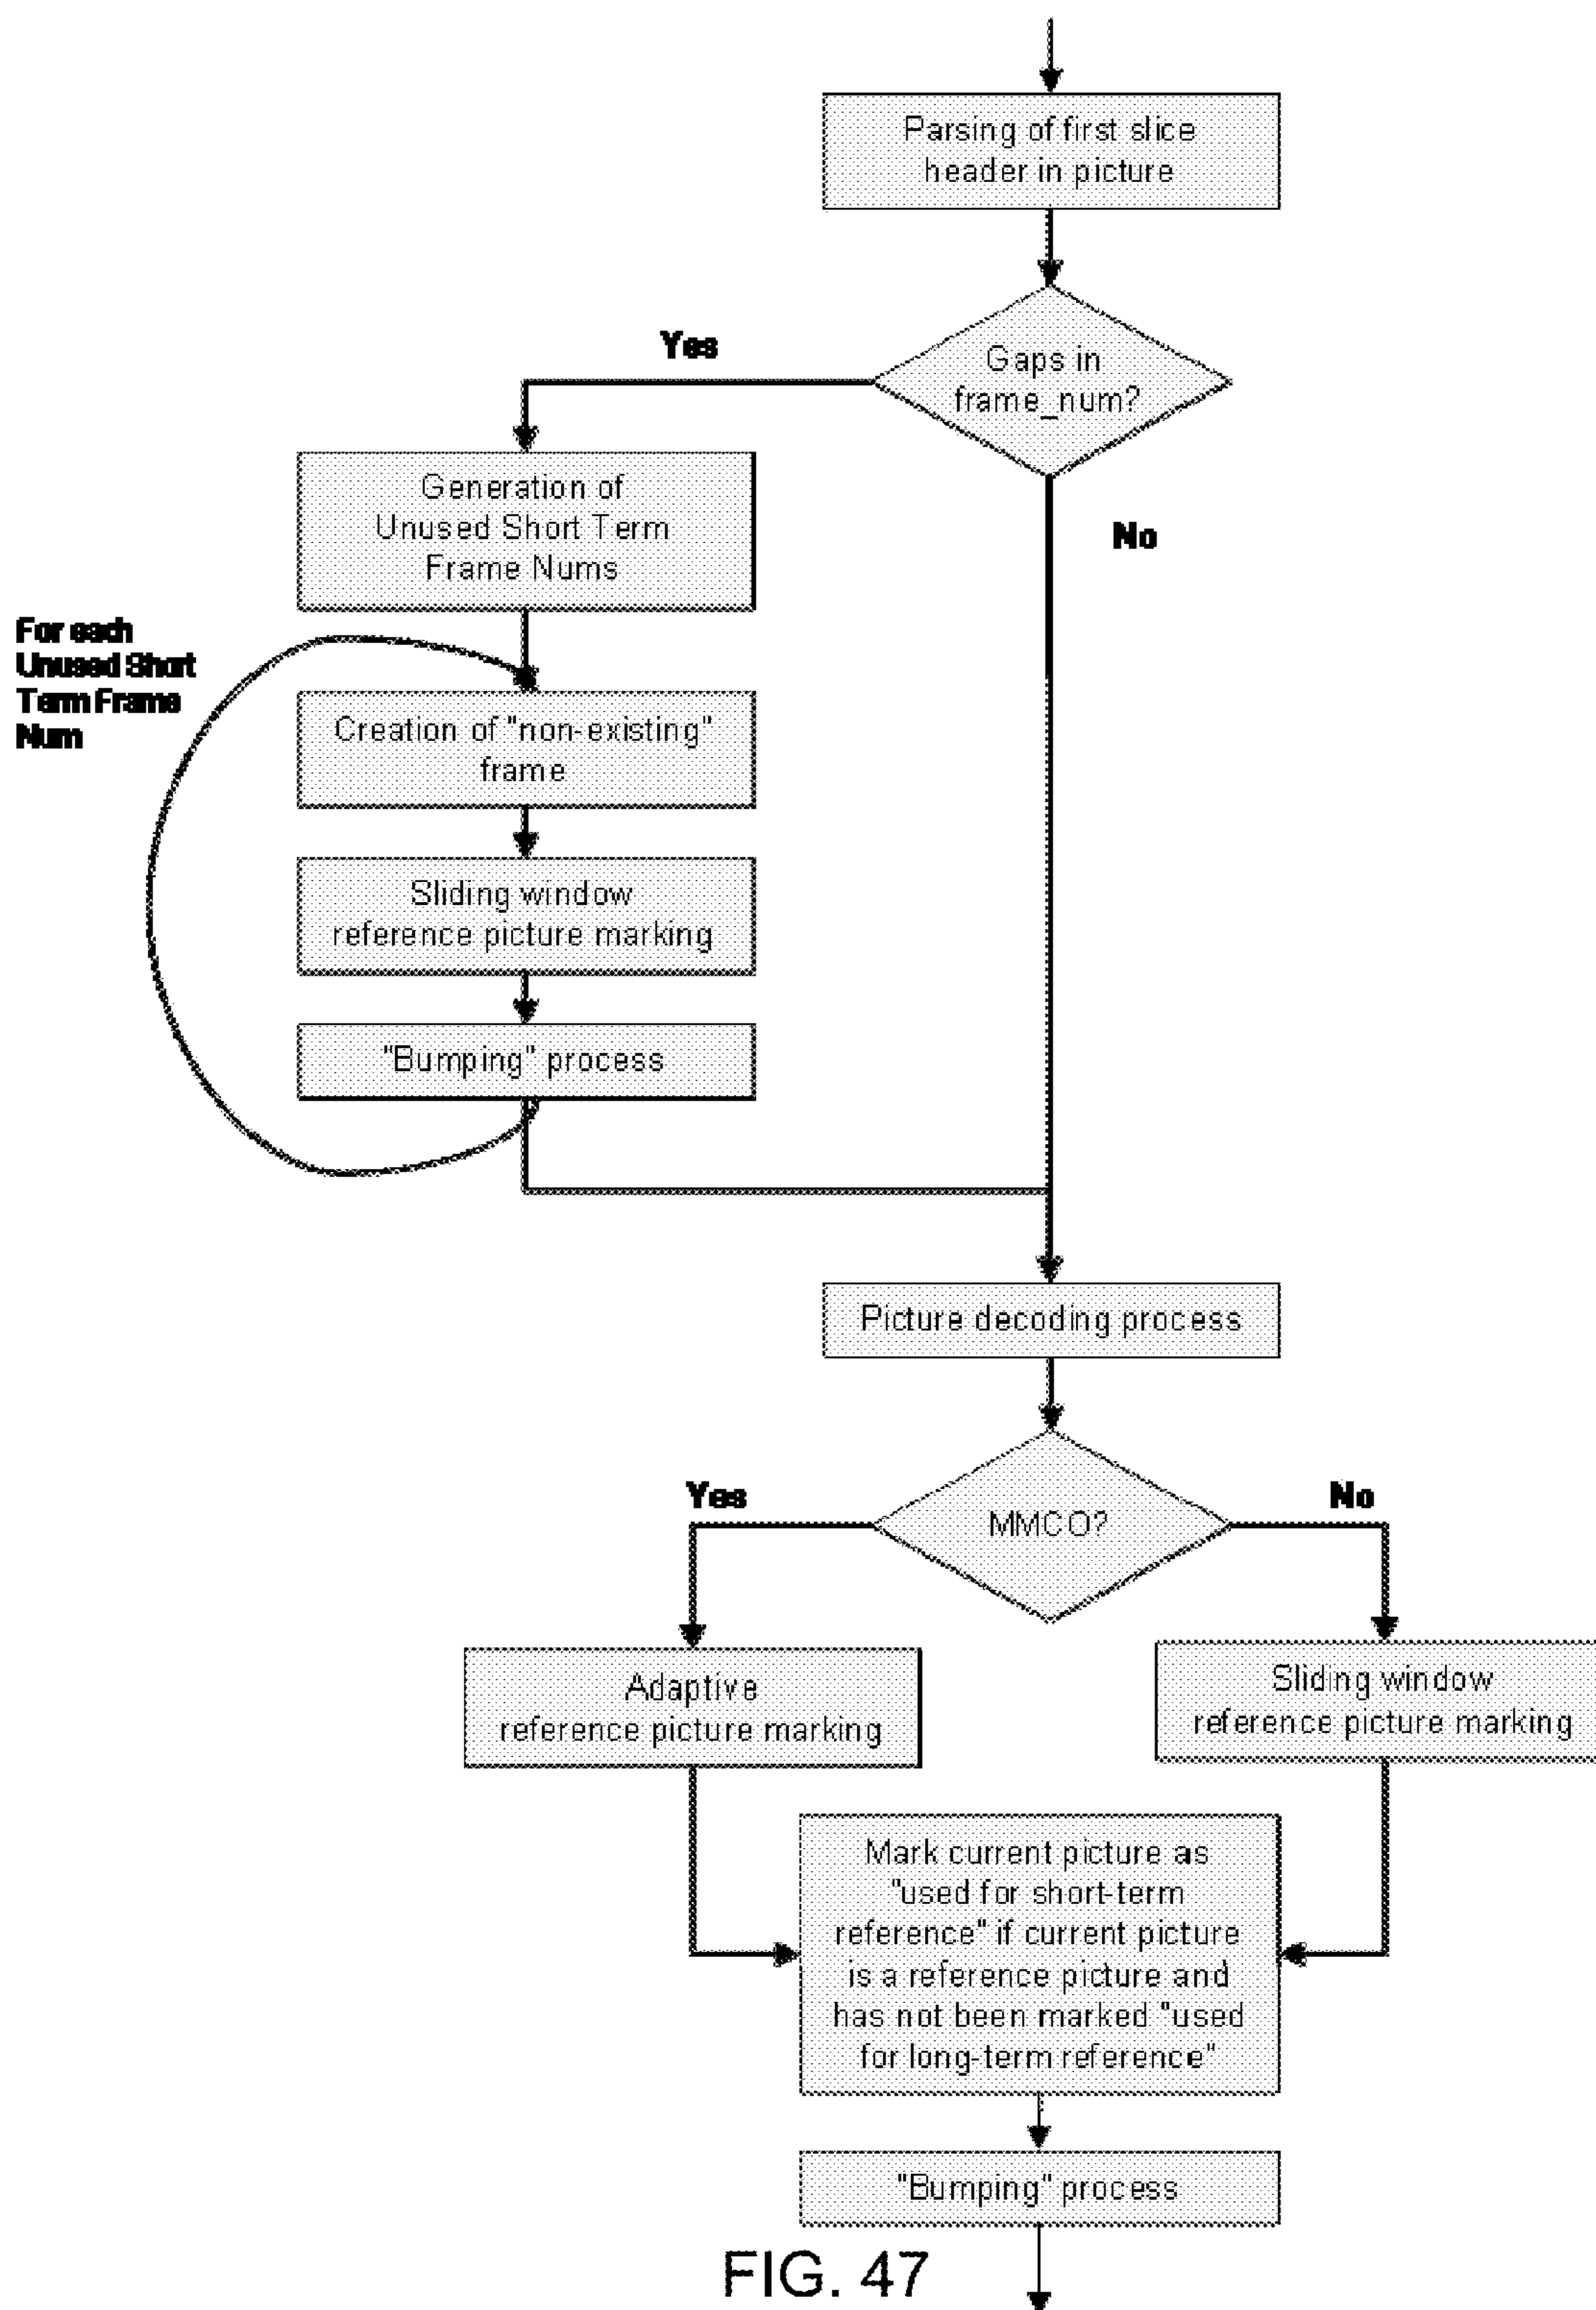 Parsing of first slice
header in picture
Gaps in
frame_num?
Yes
No
Generation of
Unused Short Term
Frame Nums
For each
Unused Short
Term Frame
Num
Creation of "non-existing"
frame
Sliding window
reference picture marking
"Bumping" process
Picture decoding process
MMCO?
Yes
No
Adaptive
reference picture marking
Sliding window
reference picture marking
Mark current picture as
"used for short-term
reference" if current picture
is a reference picture and
has not been marked "used
for long-term reference"
"Bumping" process
FIG. 47